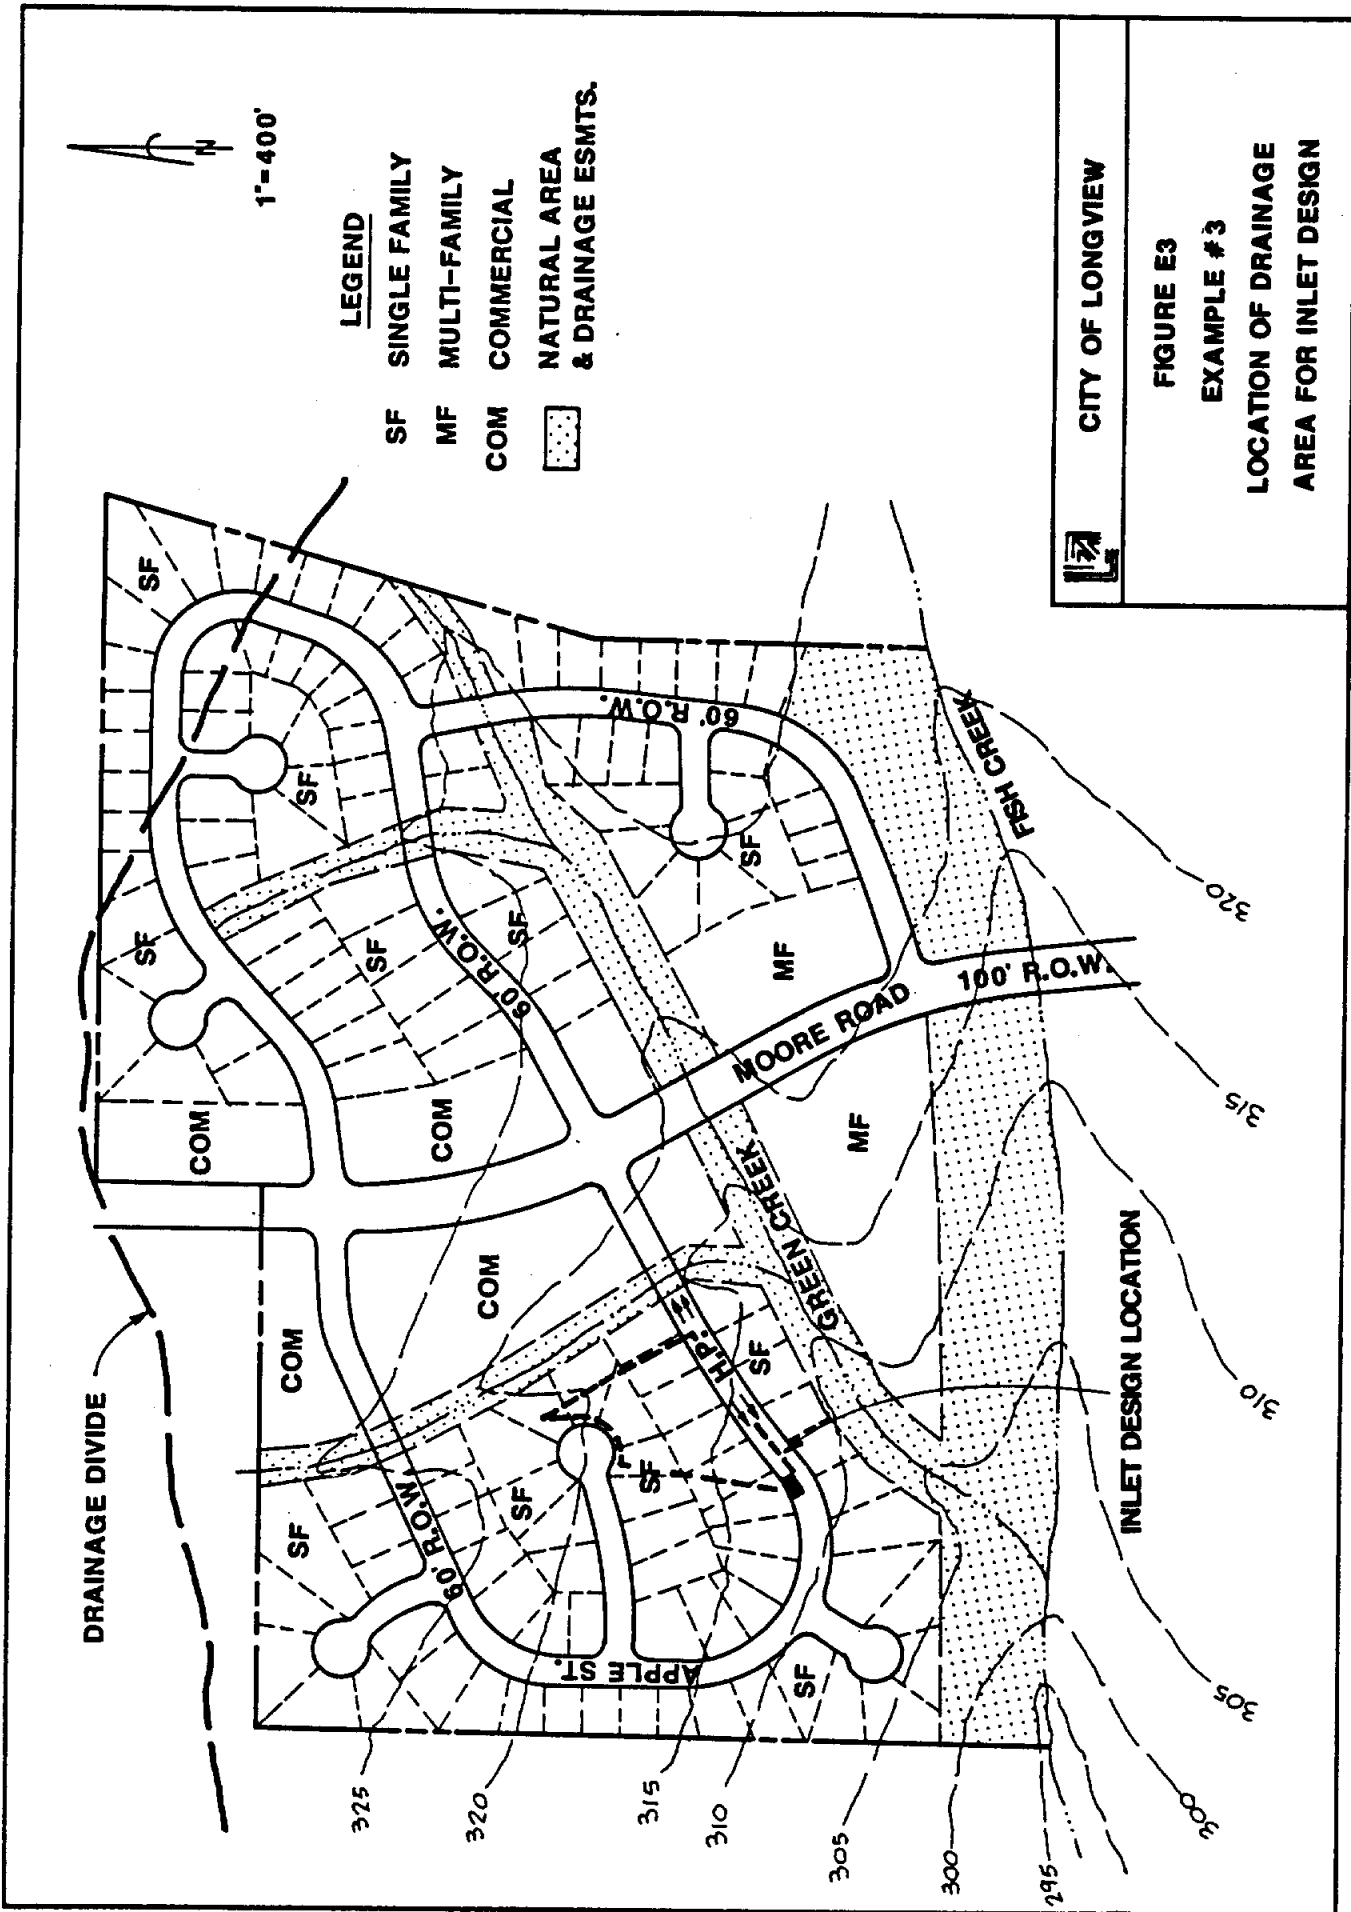 N
1"=400'
LEGEND
SF SINGLE FAMILY
MF MULTI-FAMILY
COM COMMERCIAL
NATURAL AREA
& DRAINAGE ESMTS.
DRAINAGE DIVIDE
SF
SF
SF
SF
SF
SF
SF
SF
SF
SF
SF
SF
COM
COM
COM
COM
MF
MF
60' R.O.W.
60' R.O.W.
60' R.O.W
MOORE ROAD
100' R.O.W.
APPLE ST.
H.P.
GREEN CREEK
FISH CREEK
INLET DESIGN LOCATION
325
320
315
310
305
300
295
300
305
310
315
320
CITY OF LONGVIEW
FIGURE E3
EXAMPLE #3
LOCATION OF DRAINAGE
AREA FOR INLET DESIGN